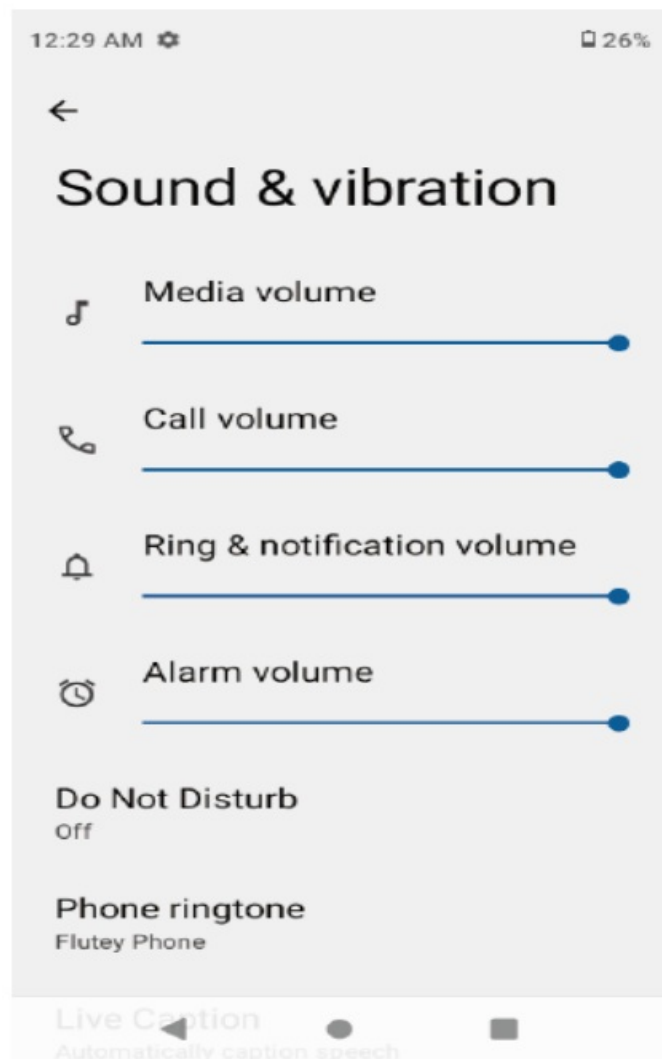 12:29 AM 26%
Sound & vibration
Media volume
Call volume
Ring & notification volume
Alarm volume
Do Not Disturb
Off
Phone ringtone
Flutey Phone
Live Caption
Automatically caption speech